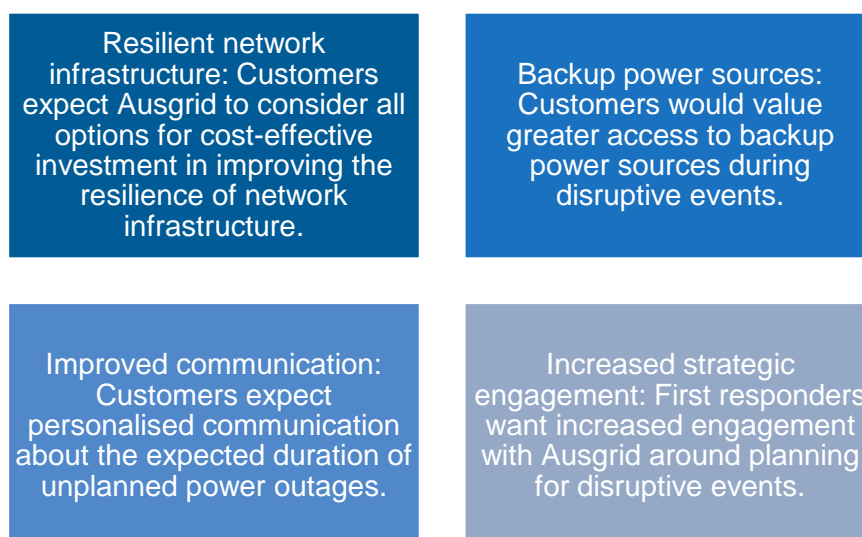 Resilient network
infrastructure: Customers
expect Ausgrid to consider all
options for cost-effective
investment in improving the
resilience of network
infrastructure.
Backup power sources:
Customers would value
greater access to backup
power sources during
disruptive events.
Improved communication:
Customers expect
personalised communication
about the expected duration of
unplanned power outages.
Increased strategic
engagement: First responders
want increased engagement
with Ausgrid around planning
for disruptive events.